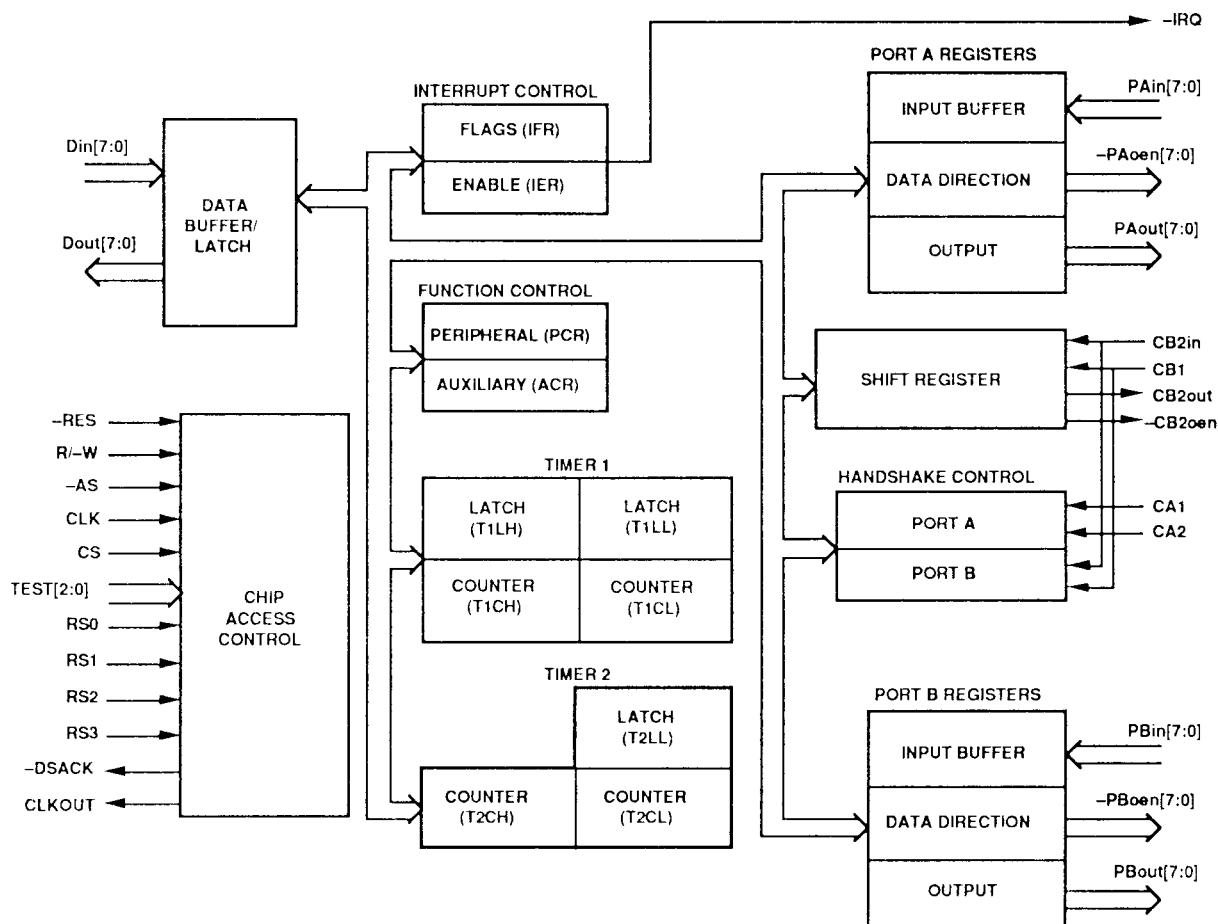 –IRQ
PORT A REGISTERS
INTERRUPT CONTROL
PAin[7:0]
INPUT BUFFER
FLAGS (IFR)
Din[7:0]
–PAoen[7:0]
ENABLE (IER)
DATA DIRECTION
DATA
BUFFER/
LATCH
Dout[7:0]
PAout[7:0]
OUTPUT
FUNCTION CONTROL
PERIPHERAL (PCR)
AUXILIARY (ACR)
SHIFT REGISTER
CB2in
CB1
CB2out
–CB2oen
–RES
R/–W
–AS
CLK
CS
TEST[2:0]
RS0
RS1
RS2
RS3
–DSACK
CLKOUT
CHIP
ACCESS
CONTROL
TIMER 1
LATCH
(T1LH)
LATCH
(T1LL)
COUNTER
(T1CH)
COUNTER
(T1CL)
HANDSHAKE CONTROL
PORT A
PORT B
CA1
CA2
TIMER 2
LATCH
(T2LL)
COUNTER
(T2CH)
COUNTER
(T2CL)
PORT B REGISTERS
INPUT BUFFER
PBin[7:0]
DATA DIRECTION
–PBoen[7:0]
OUTPUT
PBout[7:0]